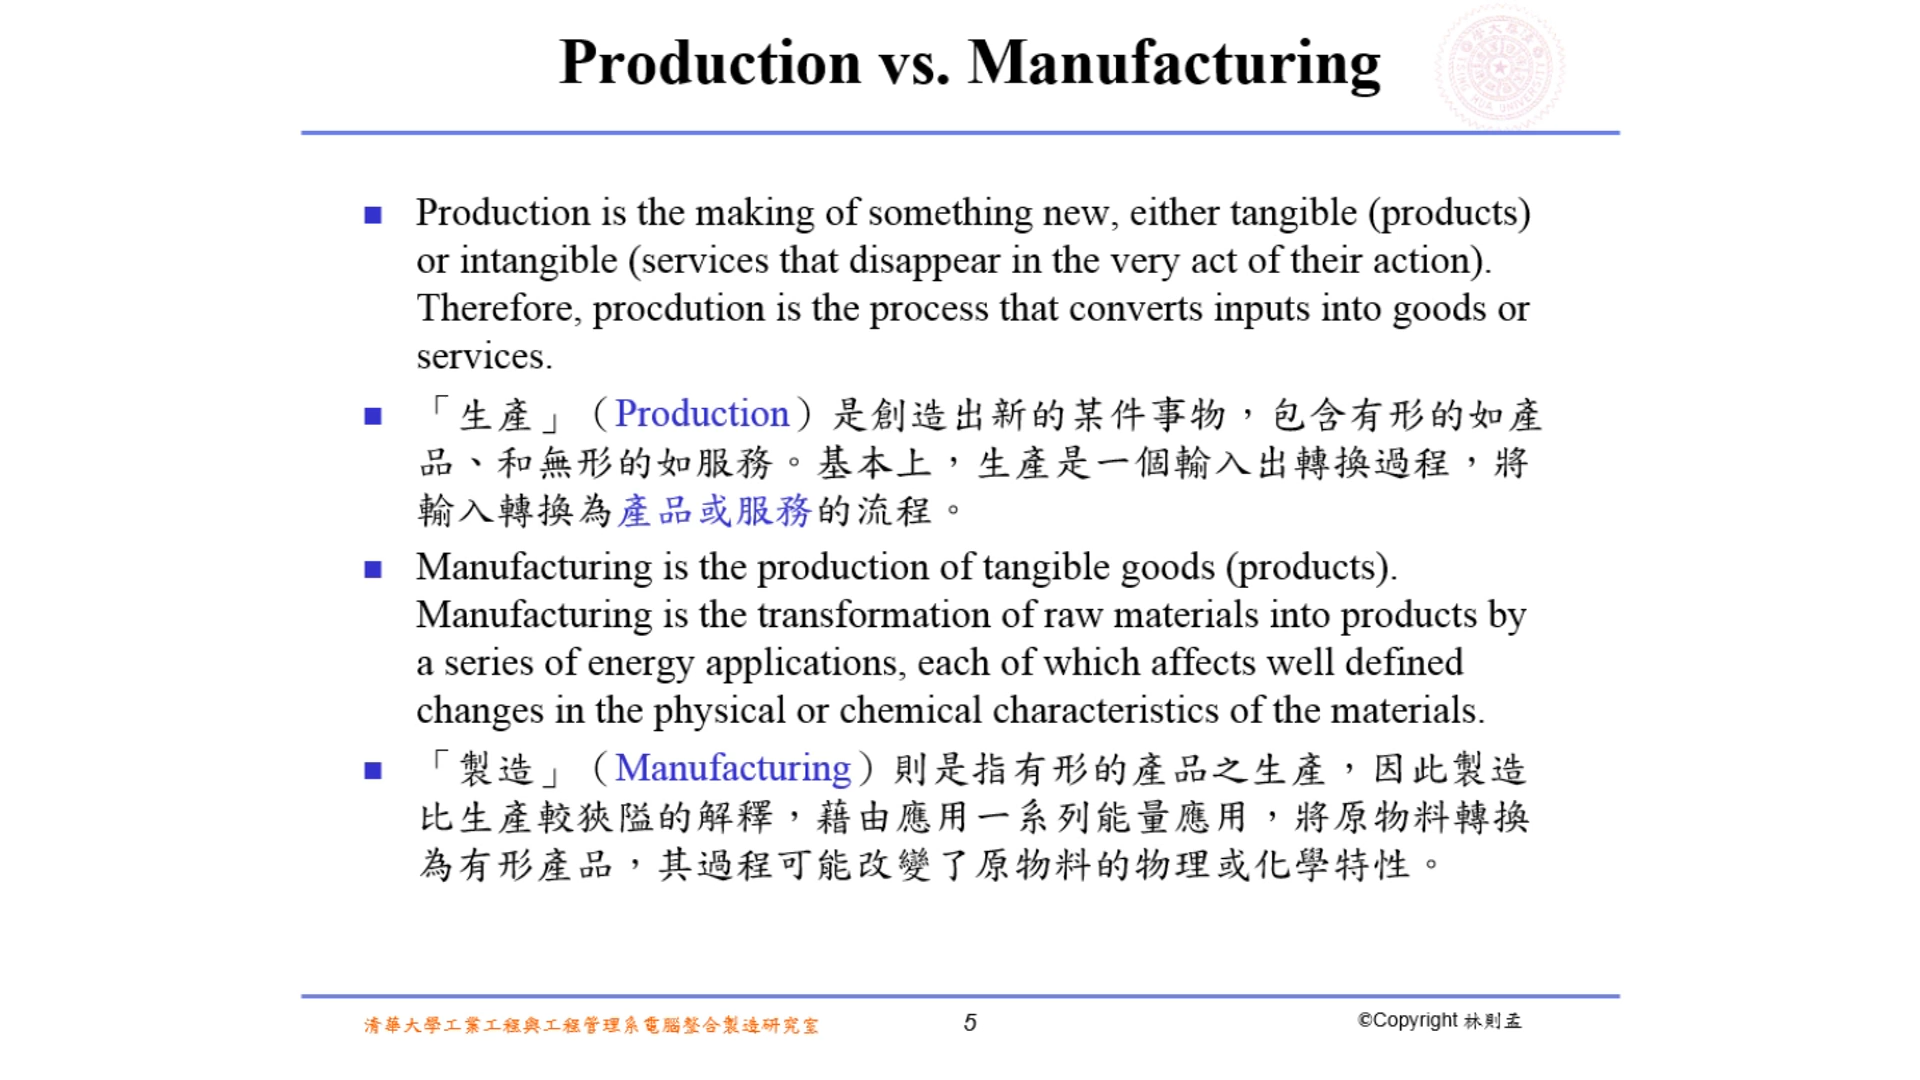 Production vs. Manufacturing
Production is the making of something new, either tangible (products)
or intangible (services that disappear in the very act of their action).
Therefore, procdution is the process that converts inputs into goods or
services.
「生產」（Production）是創造出新的某件事物，包含有形的如產
品、和無形的如服務。基本上，生產是一個輸入出轉換過程，將
輸入轉換為產品或服務的流程。
Manufacturing is the production of tangible goods (products).
Manufacturing is the transformation of raw materials into products by
a series of energy applications, each of which affects well defined
changes in the physical or chemical characteristics of the materials.
「製造」（Manufacturing）則是指有形的產品之生產，因此製造
比生產較狹隘的解釋，藉由應用一系列能量應用，將原物料轉換
為有形產品，其過程可能改變了原物料的物理或化學特性。
清華大學工業工程與工程管理系電腦整合製造研究室
5
©Copyright 林則孟